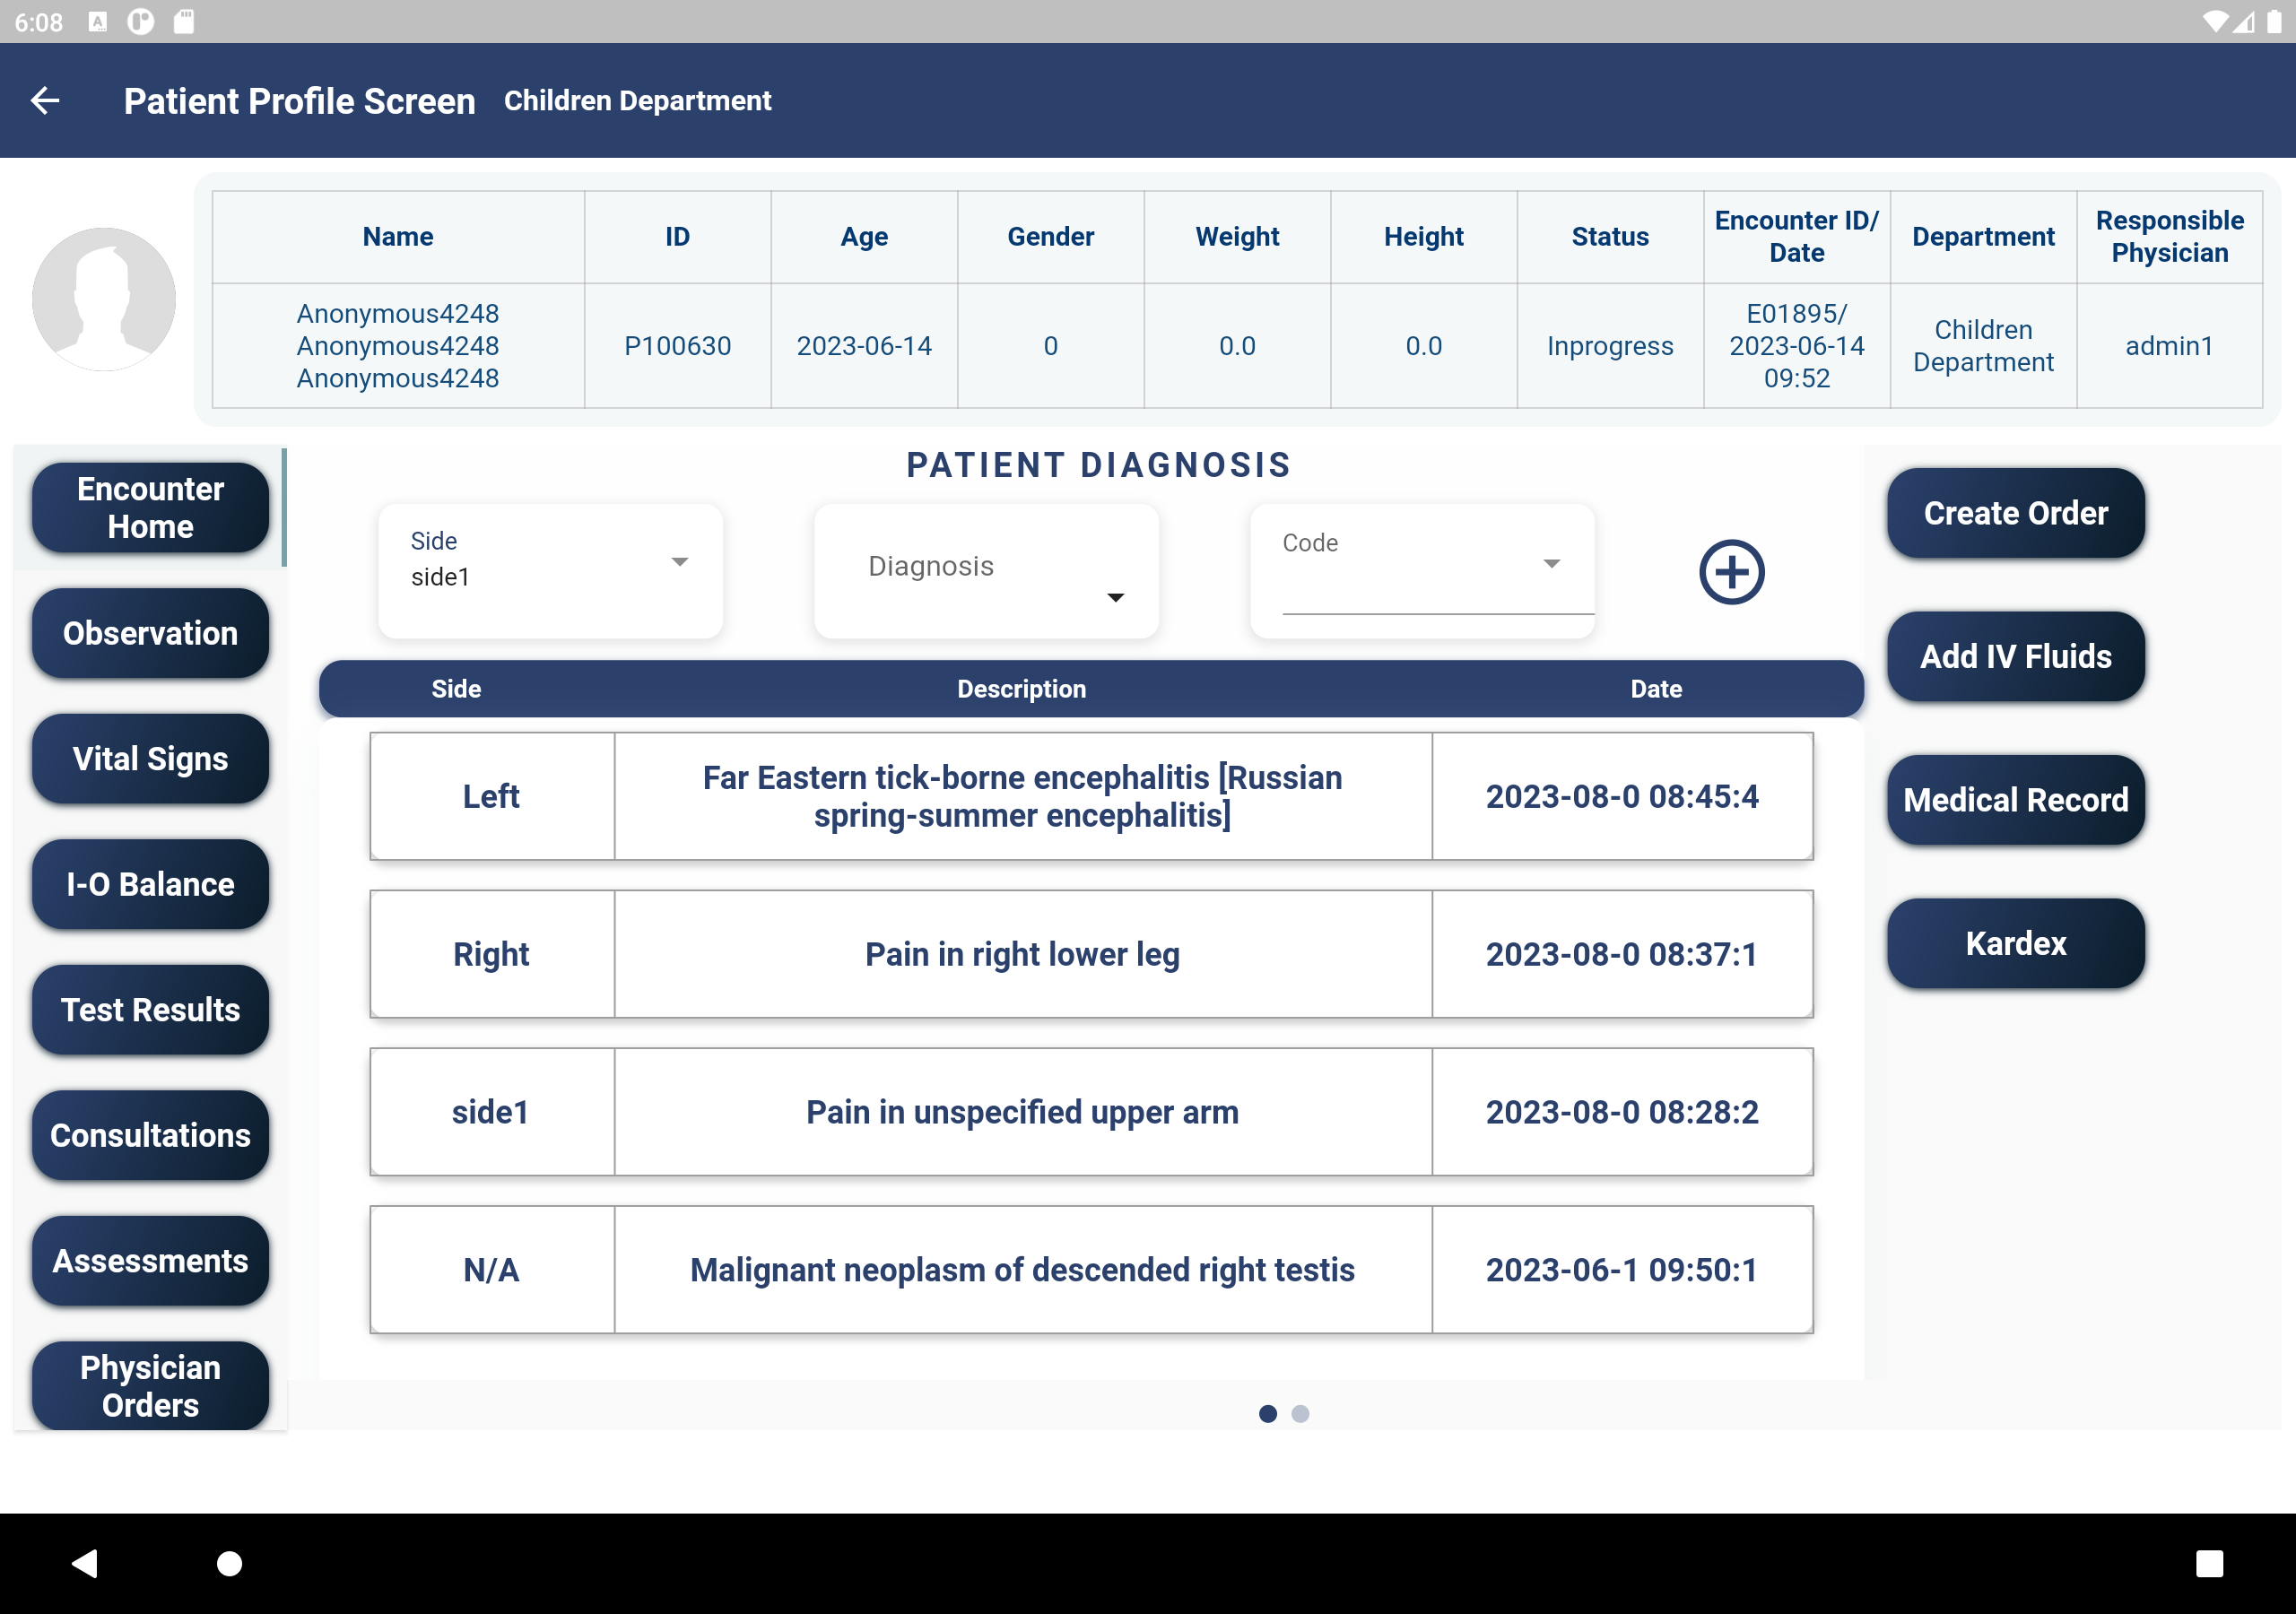 6:08
Patient Profile Screen Children Department
Name ID Age Gender Weight Height Status Encounter ID/ Department Responsible
Date Physician
Anonymous4248 E01895/
Anonymous4248 P100630 2023-06-14 0 0.0 0.0 Inprogress 2023-06-14 Children admin1
Anonymous4248 09:52 Department
PATIENT DIAGNOSIS
Side
side1
Diagnosis
Code
Side Description Date
Left
Far Eastern tick-borne encephalitis [Russian
spring-summer encephalitis]
2023-08-0 08:45:4
Right Pain in right lower leg 2023-08-0 08:37:1
side1 Pain in unspecified upper arm 2023-08-0 08:28:2
N/A Malignant neoplasm of descended right testis 2023-06-1 09:50:1
Encounter
Home
Observation
Vital Signs
I-O Balance
Test Results
Consultations
Assessments
Physician
Orders
Create Order
Add IV Fluids
Medical Record
Kardex